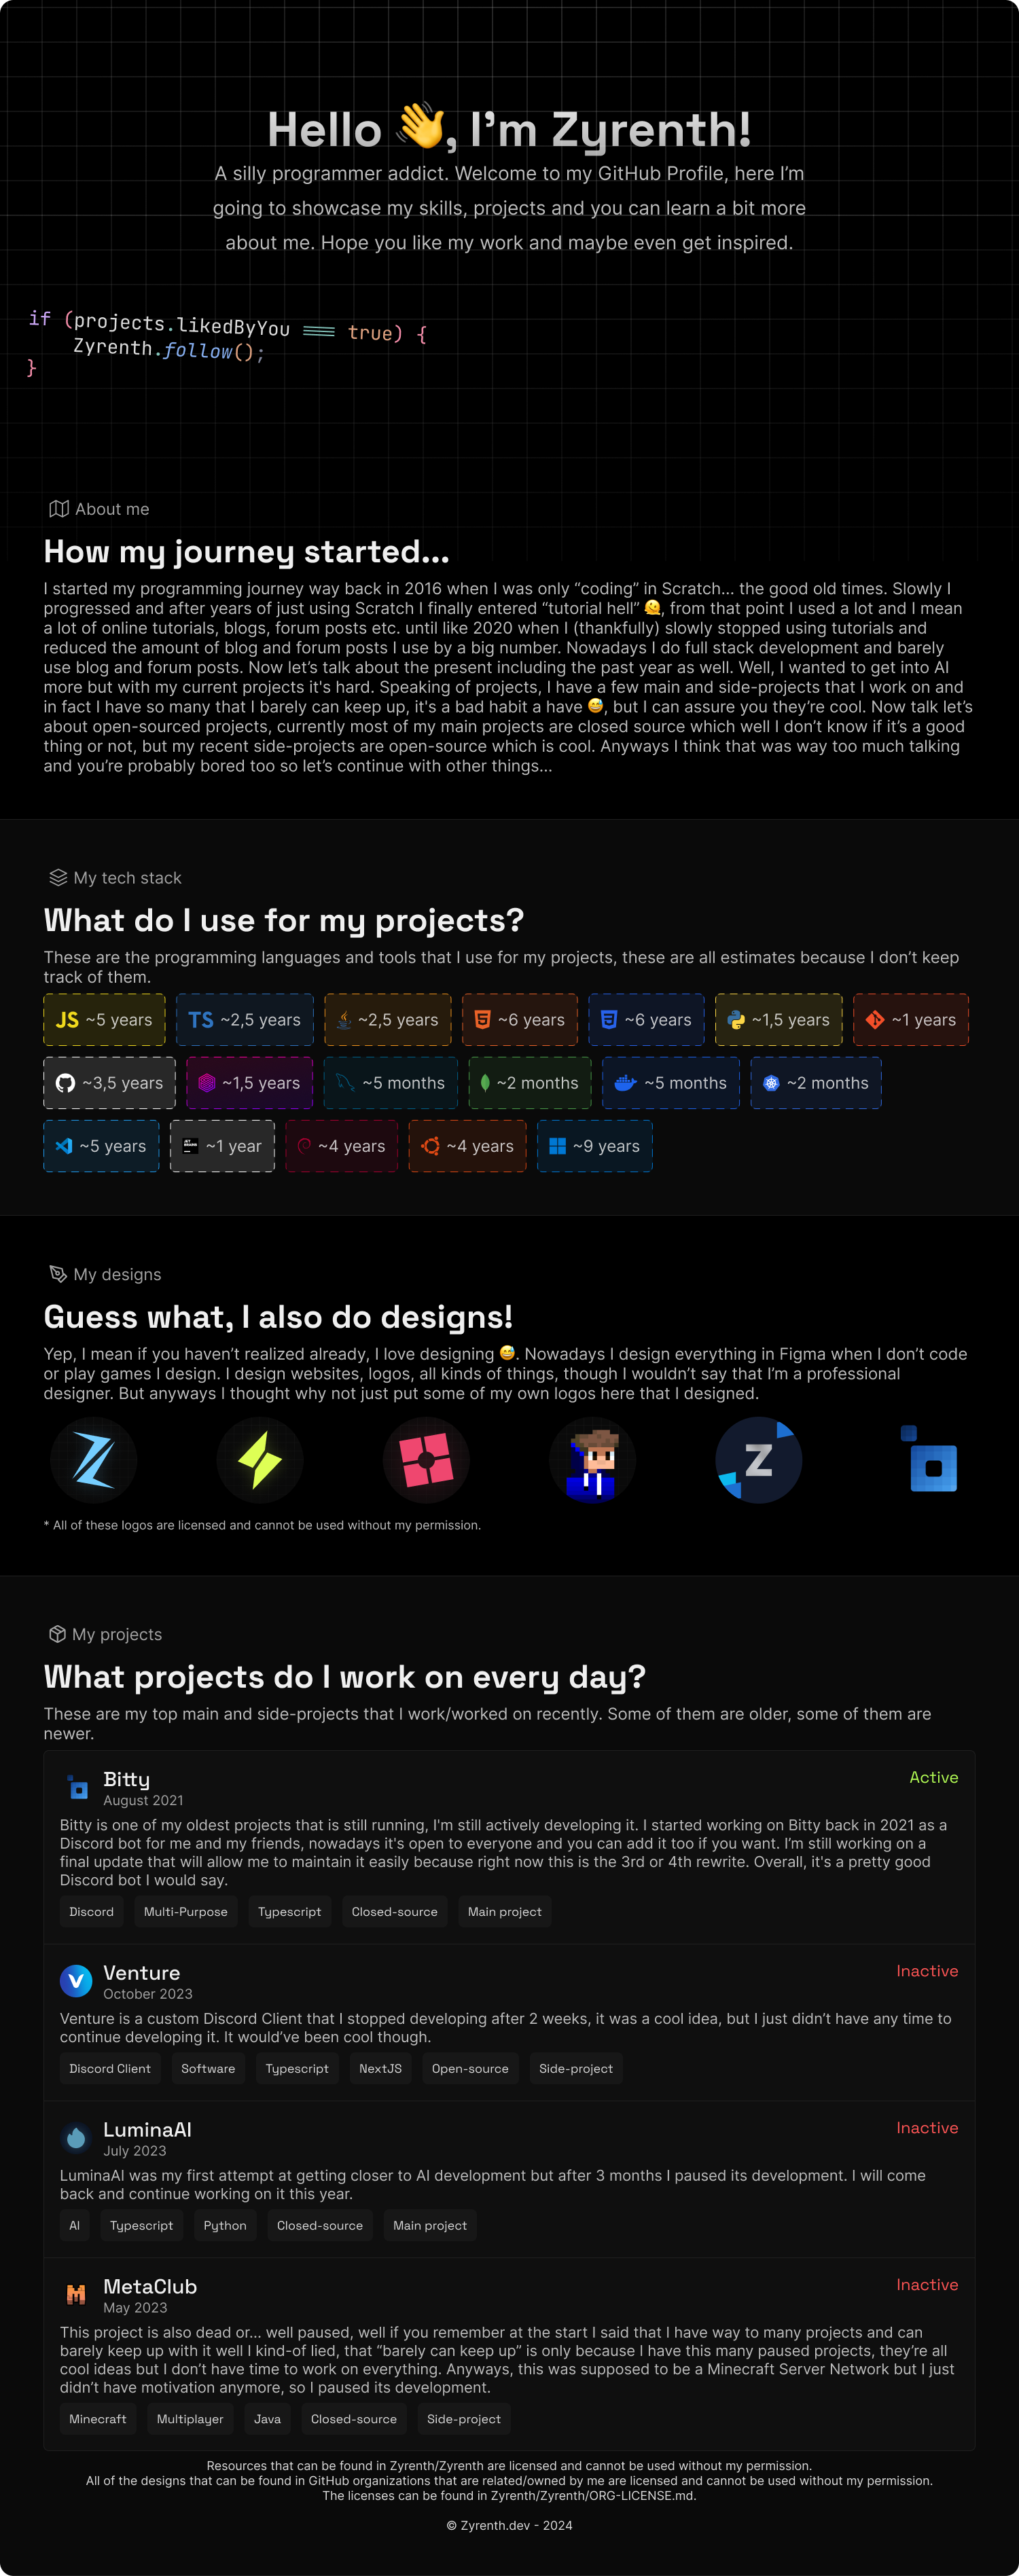 Hello 👋, I’m Zyrenth!
A silly programmer addict. Welcome to my GitHub Profile, here I’m
going to showcase my skills, projects and you can learn a bit more
about me. Hope you like my work and maybe even get inspired.
if (projects.likedByYou === true) {
Zyrenth.follow();
}
About me
How my journey started...
I started my programming journey way back in 2016 when I was only “coding” in Scratch... the good old times. Slowly I
progressed and after years of just using Scratch I finally entered “tutorial hell” 🫠, from that point I used a lot and I mean
a lot of online tutorials, blogs, forum posts etc. until like 2020 when I (thankfully) slowly stopped using tutorials and
reduced the amount of blog and forum posts I use by a big number. Nowadays I do full stack development and barely
use blog and forum posts. Now let’s talk about the present including the past year as well. Well, I wanted to get into AI
more but with my current projects it's hard. Speaking of projects, I have a few main and side-projects that I work on and
in fact I have so many that I barely can keep up, it's a bad habit a have 😅, but I can assure you they’re cool. Now talk let’s
about open-sourced projects, currently most of my main projects are closed source which well I don’t know if it’s a good
thing or not, but my recent side-projects are open-source which is cool. Anyways I think that was way too much talking
and you’re probably bored too so let’s continue with other things...
My tech stack
What do I use for my projects?
These are the programming languages and tools that I use for my projects, these are all estimates because I don’t keep
track of them.
JS ~5 years TS ~2,5 years ~2,5 years ~6 years ~6 years ~1,5 years ~1 years
~3,5 years ~1,5 years ~5 months ~2 months ~5 months ~2 months
~5 years ~1 year ~4 years ~4 years ~9 years
My designs
Guess what, I also do designs!
Yep, I mean if you haven’t realized already, I love designing 😅. Nowadays I design everything in Figma when I don’t code
or play games I design. I design websites, logos, all kinds of things, though I wouldn’t say that I’m a professional
designer. But anyways I thought why not just put some of my own logos here that I designed.
Z
* All of these logos are licensed and cannot be used without my permission.
My projects
What projects do I work on every day?
These are my top main and side-projects that I work/worked on recently. Some of them are older, some of them are
newer.
Bitty Active
August 2021
Bitty is one of my oldest projects that is still running, I'm still actively developing it. I started working on Bitty back in 2021 as a
Discord bot for me and my friends, nowadays it's open to everyone and you can add it too if you want. I’m still working on a
final update that will allow me to maintain it easily because right now this is the 3rd or 4th rewrite. Overall, it's a pretty good
Discord bot I would say.
Discord Multi-Purpose Typescript Closed-source Main project
Venture Inactive
October 2023
Venture is a custom Discord Client that I stopped developing after 2 weeks, it was a cool idea, but I just didn’t have any time to
continue developing it. It would’ve been cool though.
Discord Client Software Typescript NextJS Open-source Side-project
LuminaAI Inactive
July 2023
LuminaAI was my first attempt at getting closer to AI development but after 3 months I paused its development. I will come
back and continue working on it this year.
AI Typescript Python Closed-source Main project
MetaClub Inactive
May 2023
This project is also dead or... well paused, well if you remember at the start I said that I have way to many projects and can
barely keep up with it well I kind-of lied, that “barely can keep up” is only because I have this many paused projects, they’re all
cool ideas but I don’t have time to work on everything. Anyways, this was supposed to be a Minecraft Server Network but I just
didn’t have motivation anymore, so I paused its development.
Minecraft Multiplayer Java Closed-source Side-project
Resources that can be found in Zyrenth/Zyrenth are licensed and cannot be used without my permission.
All of the designs that can be found in GitHub organizations that are related/owned by me are licensed and cannot be used without my permission.
The licenses can be found in Zyrenth/Zyrenth/ORG-LICENSE.md.
© Zyrenth.dev - 2024